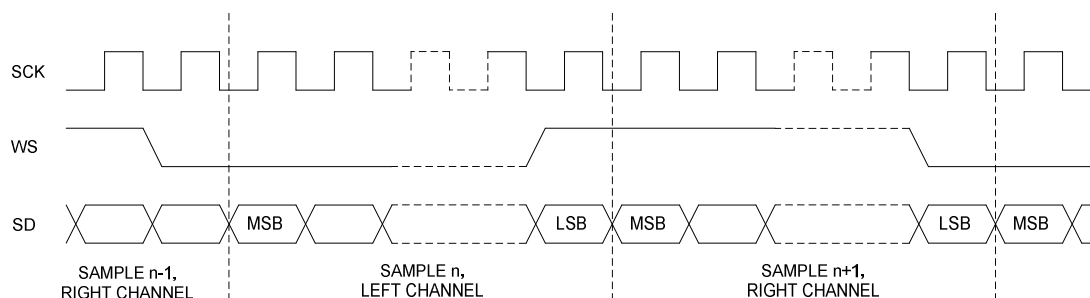 SCK
WS
SD
MSB
LSB
MSB
LSB
MSB
SAMPLE n-1,
RIGHT CHANNEL
SAMPLE n,
LEFT CHANNEL
SAMPLE n+1,
RIGHT CHANNEL